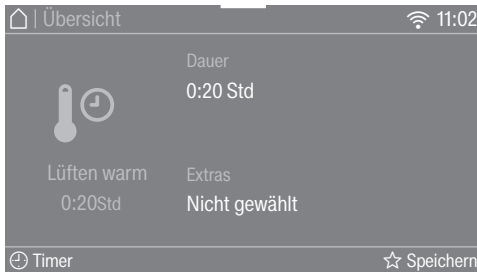 | Übersicht 11:02
Dauer
0:20 Std
Lüften warm
0:20Std
Extras
Nicht gewählt
Timer Speichern